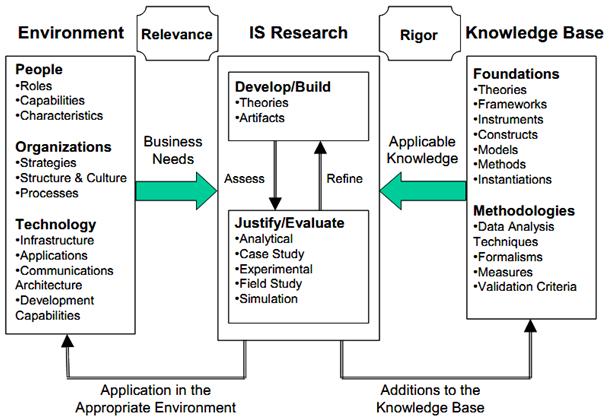 Environment
Relevance
IS Research
Rigor
Knowledge Base
People
•Roles
•Capabilities
•Characteristics
Organizations
•Strategies
•Structure & Culture
•Processes
Technology
•Infrastructure
•Applications
•Communications
Architecture
•Development
Capabilities
Business
Needs
Develop/Build
•Theories
•Artifacts
Assess
Refine
Justify/Evaluate
•Analytical
•Case Study
•Experimental
•Field Study
•Simulation
Applicable
Knowledge
Foundations
•Theories
•Frameworks
•Instruments
•Constructs
•Models
•Methods
•Instantiations
Methodologies
•Data Analysis
Techniques
•Formalisms
•Measures
•Validation Criteria
Application in the
Appropriate Environment
Additions to the
Knowledge Base